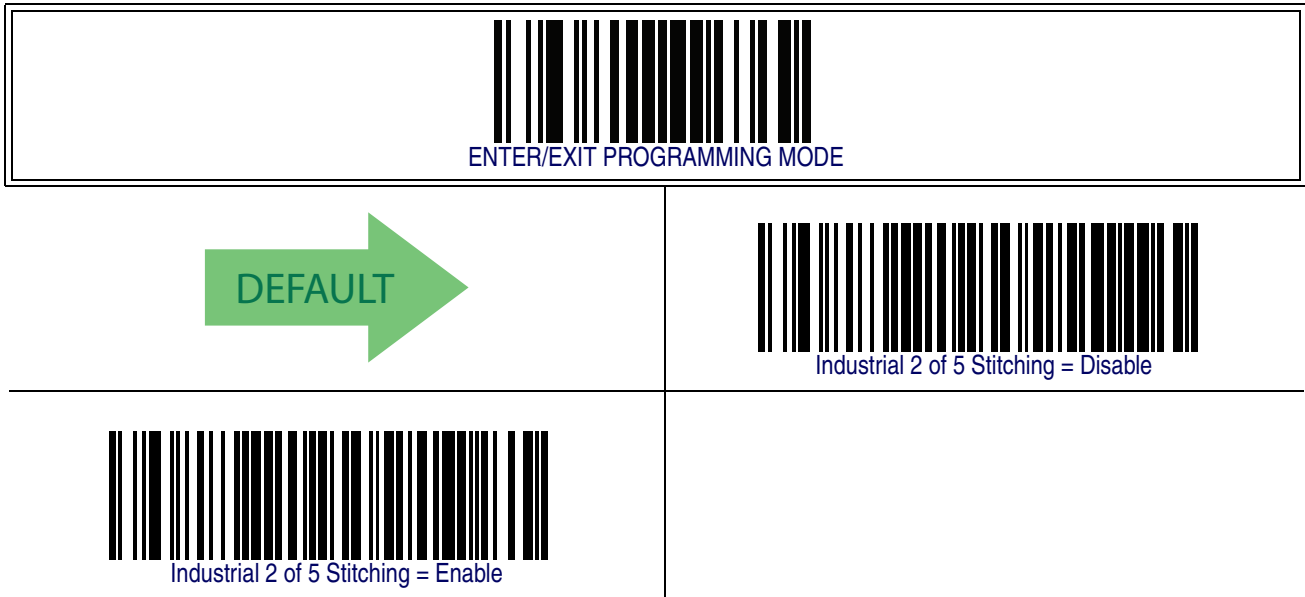 ENTER/EXIT PROGRAMMING MODE
DEFAULT
Industrial 2 of 5 Stitching = Disable
Industrial 2 of 5 Stitching = Enable